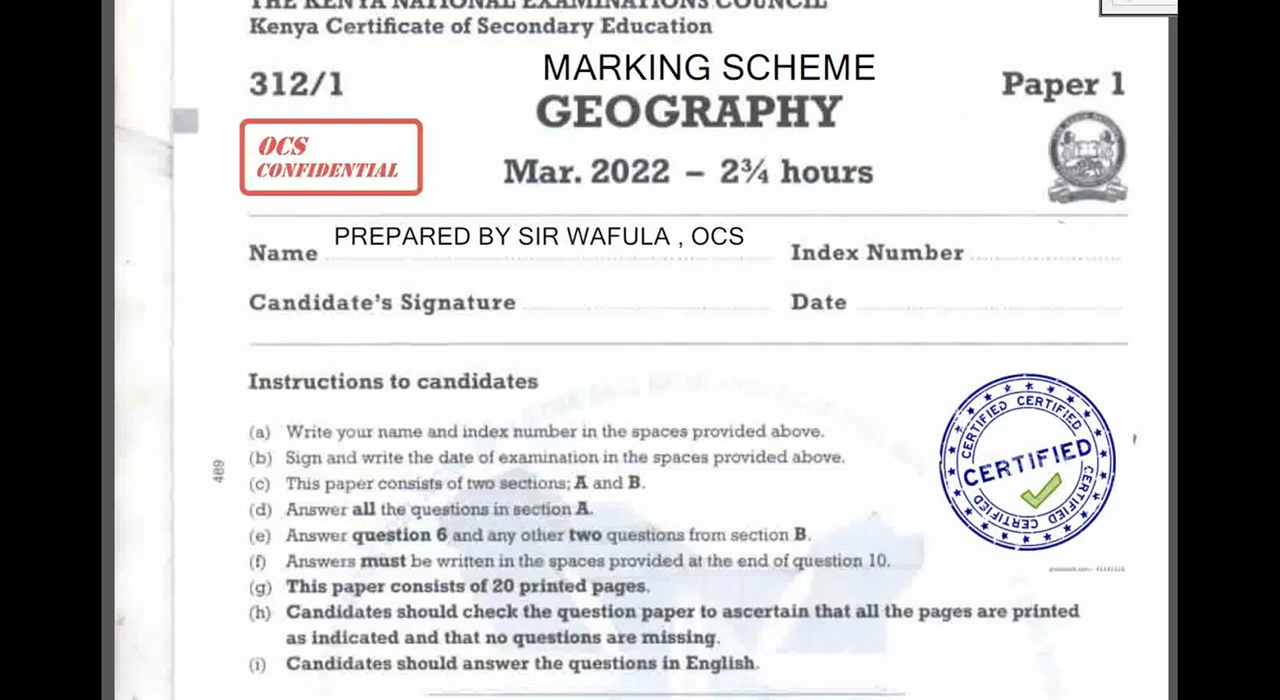 THE KENYA NATIONAL EXAMINATIONS COUNCIL
Kenya Certificate of Secondary Education
312/1
MARKING SCHEME
Paper 1
GEOGRAPHY
OCS
CONFIDENTIAL
Mar. 2022 – 2¾ hours
PREPARED BY SIR WAFULA , OCS
Name
Index Number
Candidate's Signature
Date
Instructions to candidates
(a) Write your name and index number in the spaces provided above.
(b) Sign and write the date of examination in the spaces provided above.
(c) This paper consists of two sections; A and B.
(d) Answer all the questions in section A.
(e) Answer question 6 and any other two questions from section B.
(f) Answers must be written in the spaces provided at the end of question 10.
(g) This paper consists of 20 printed pages.
(h) Candidates should check the question paper to ascertain that all the pages are printed
as indicated and that no questions are missing.
(i) Candidates should answer the questions in English.
489
CERTIFIED CERTIFIED
CERTIFIED
CERTIFIED CERTIFIED